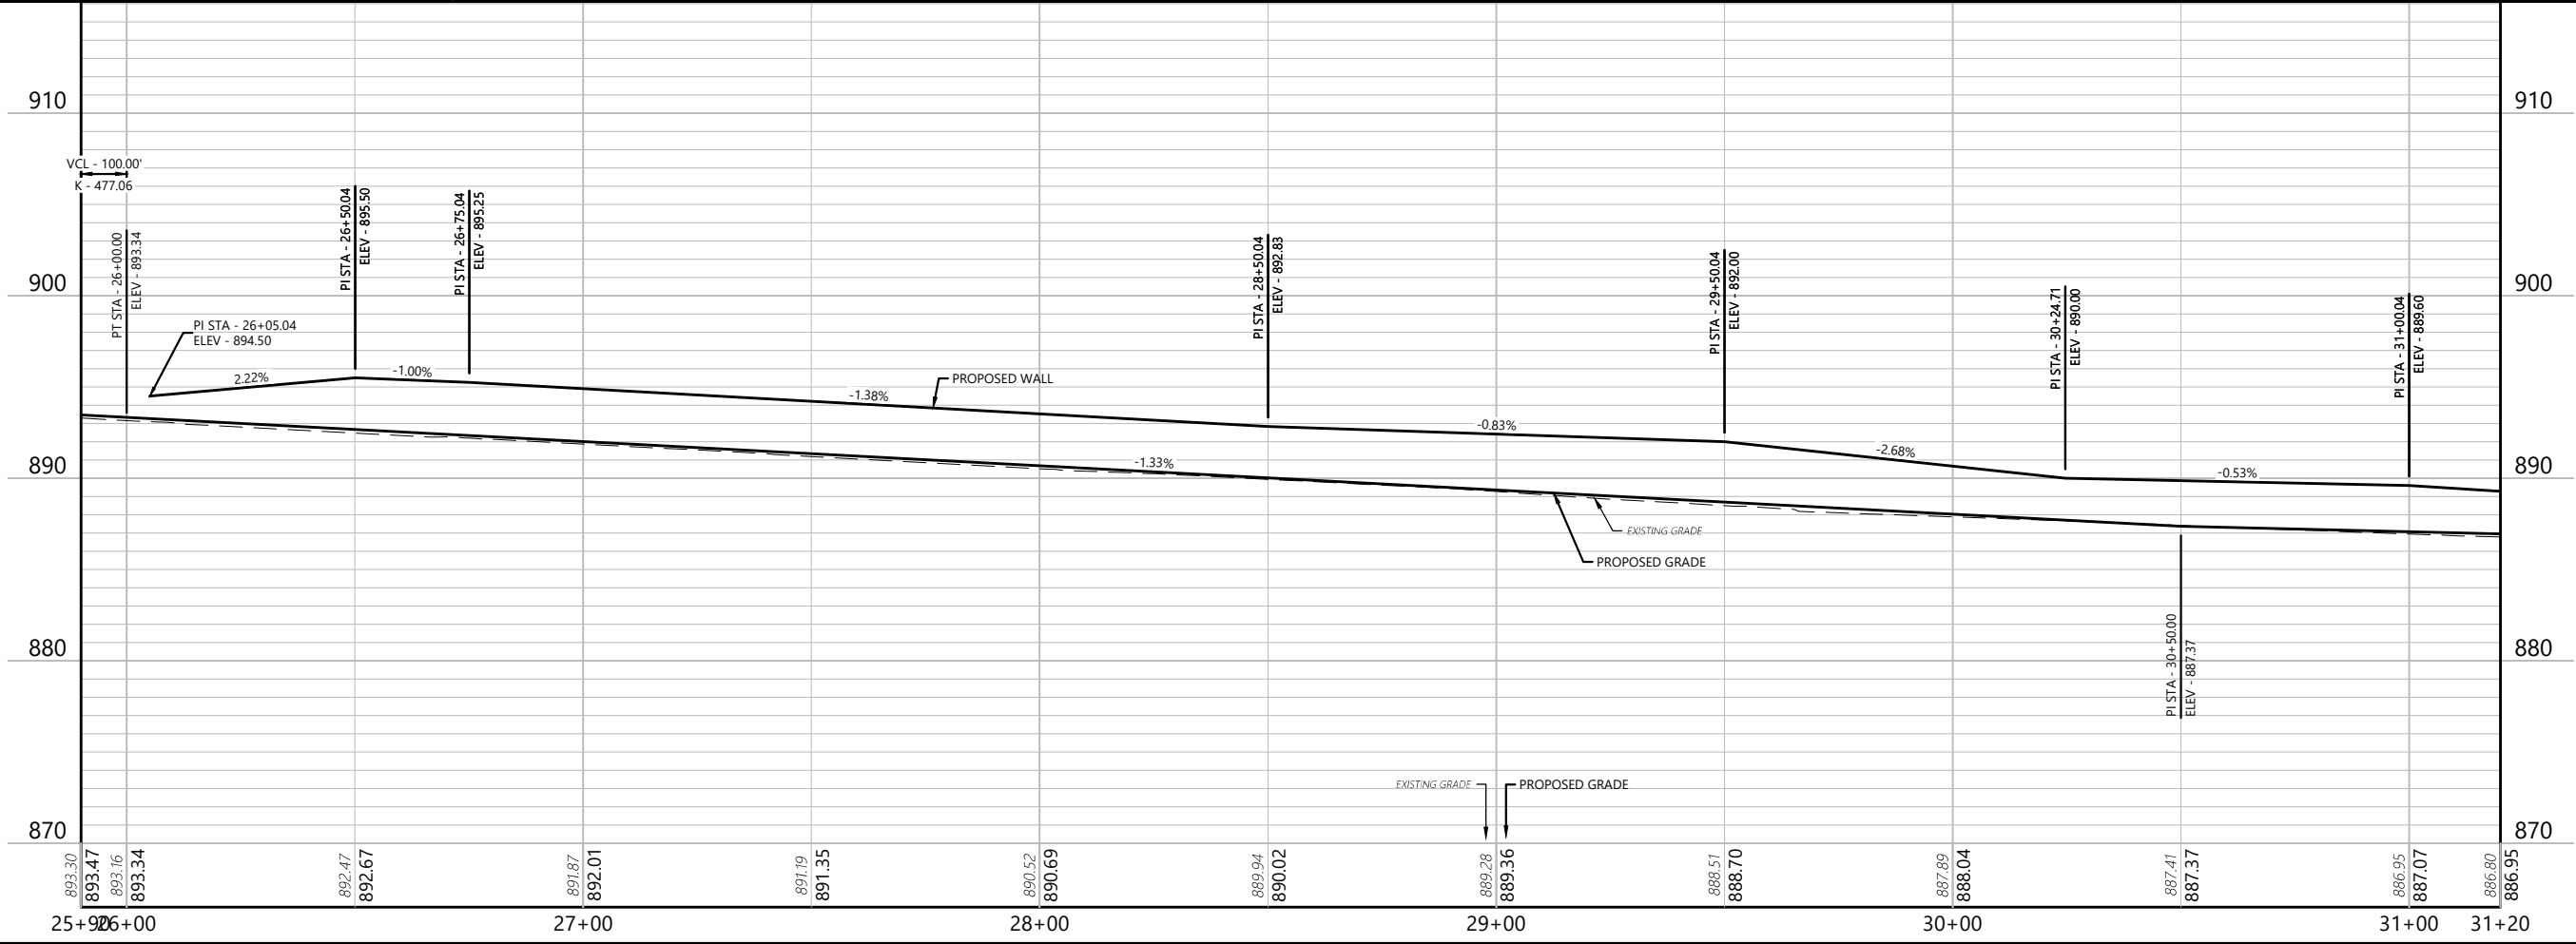 910
910
VCL - 100.00'
K - 477.06
PT STA - 26+00.00
ELEV - 893.34
PI STA - 26+50.04
ELEV - 895.50
PI STA - 26+75.04
ELEV - 895.25
PI STA - 28+50.04
ELEV - 892.83
PI STA - 29+50.04
ELEV - 892.00
PI STA - 30+24.71
ELEV - 890.00
PI STA - 31+00.04
ELEV - 889.60
900
900
PI STA - 26+05.04
ELEV - 894.50
2.22%
-1.00%
-1.38%
PROPOSED WALL
-0.83%
-2.68%
-0.53%
890
890
-1.33%
EXISTING GRADE
PROPOSED GRADE
PI STA - 30+50.00
ELEV - 887.37
880
880
EXISTING GRADE
PROPOSED GRADE
870
870
893.30
893.47
893.16
893.34
892.47
892.67
891.87
892.01
891.19
891.35
890.52
890.69
889.94
890.02
889.28
889.36
888.51
888.70
887.89
888.04
887.41
887.37
886.95
887.07
886.80
886.95
25+90
26+00
27+00
28+00
29+00
30+00
31+00
31+20